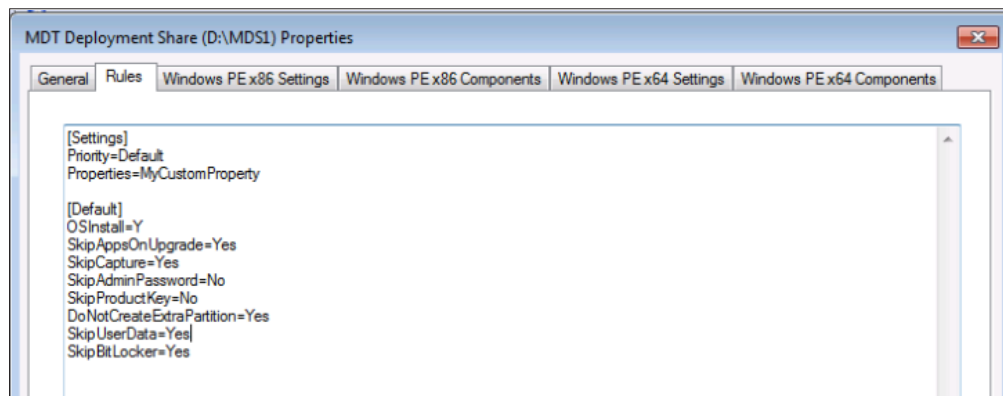 MDT Deployment Share (D:\MDS1) Properties
General Rules Windows PE x86 Settings Windows PE x86 Components Windows PE x64 Settings Windows PE x64 Components
[Settings]
Priority=Default
Properties=MyCustomProperty
[Default]
OSInstall=Y
SkipAppsOnUpgrade=Yes
SkipCapture=Yes
SkipAdminPassword=No
SkipProductKey=No
DoNotCreateExtraPartition=Yes
SkipUserData=Yes
SkipBitLocker=Yes